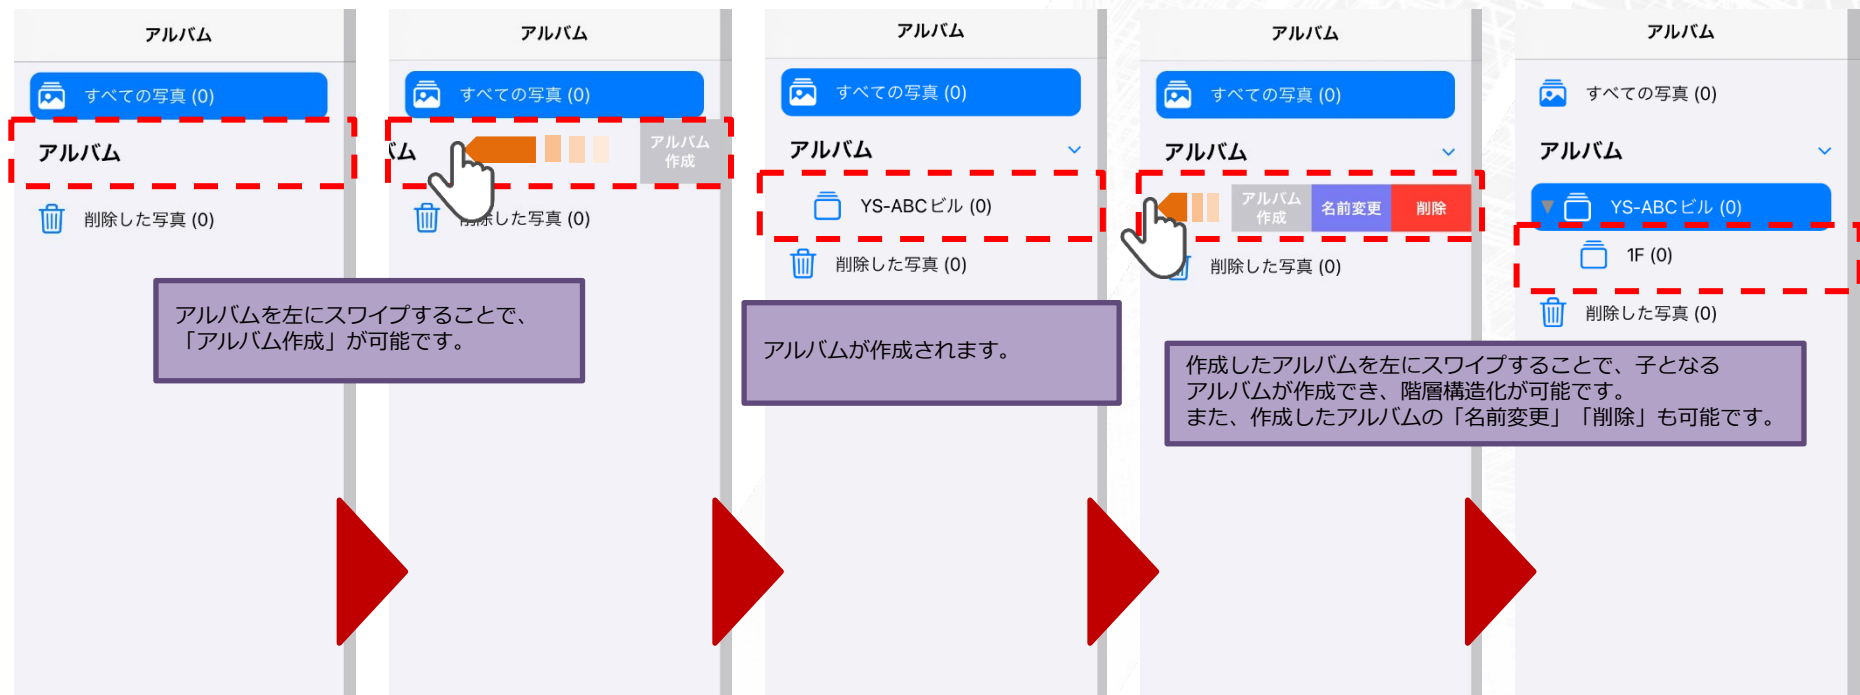 アルバム
すべての写真 (0)
アルバム
削除した写真 (0)
アルバム
すべての写真 (0)
バム
アルバム
作成
削除した写真 (0)
アルバムを左にスワイプすることで、
「アルバム作成」が可能です。
アルバム
すべての写真 (0)
アルバム
YS-ABCビル (0)
削除した写真 (0)
アルバムが作成されます。
アルバム
すべての写真 (0)
アルバム
アルバム
作成
名前変更
削除
削除した写真 (0)
アルバム
すべての写真 (0)
アルバム
YS-ABCビル (0)
1F (0)
削除した写真 (0)
作成したアルバムを左にスワイプすることで、子となる
アルバムが作成でき、階層構造化が可能です。
また、作成したアルバムの「名前変更」「削除」も可能です。